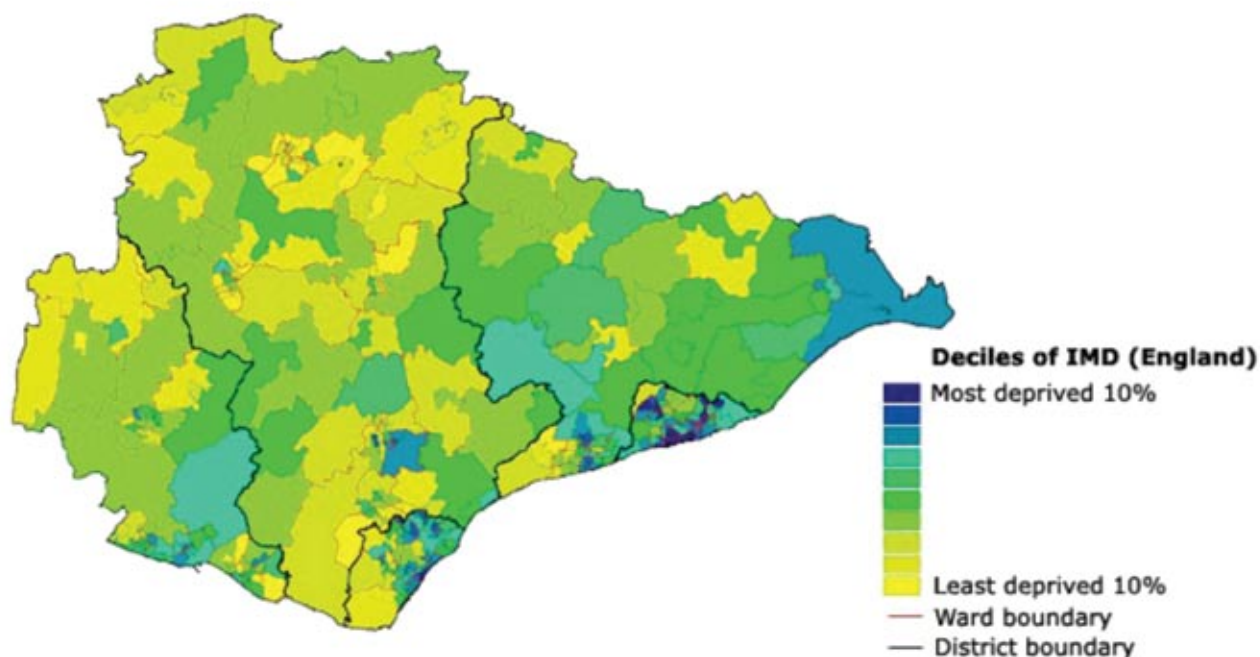 Deciles of IMD (England)
Most deprived 10%
Least deprived 10%
Ward boundary
District boundary